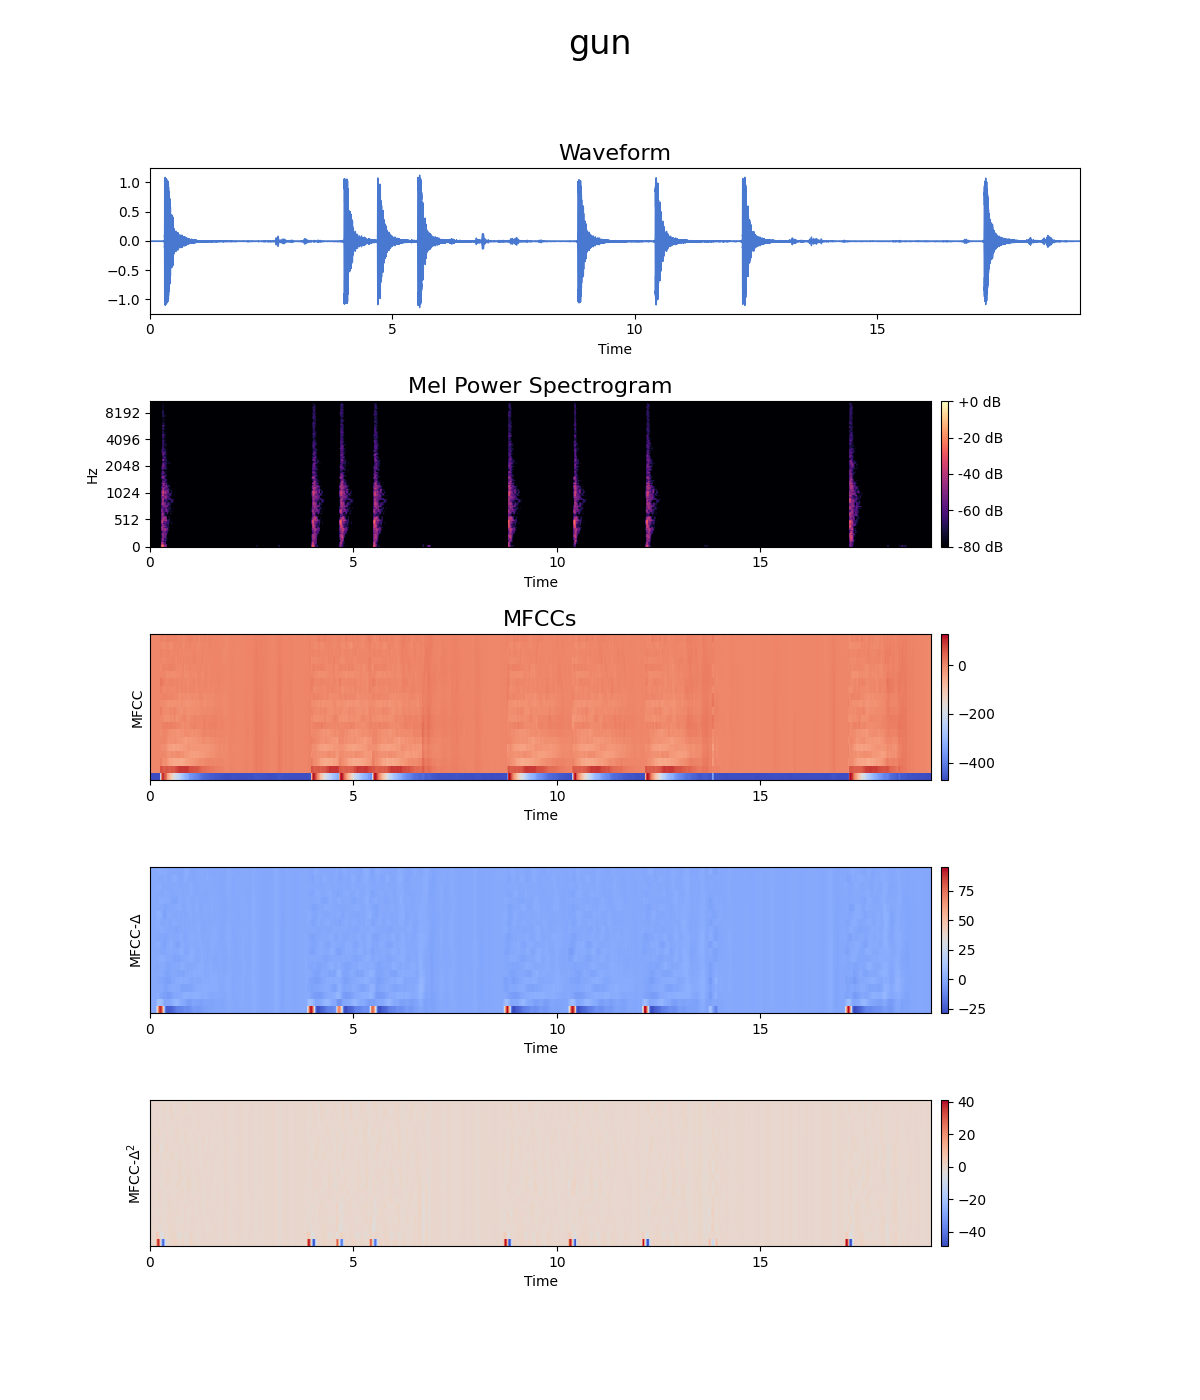 gun
Waveform
1.0
0.5
0.0
−0.5
−1.0
0 5 10 15
Time
Mel Power Spectrogram
Hz
8192
4096
2048
1024
512
0
+0 dB
-20 dB
-40 dB
-60 dB
-80 dB
0 5 10 15
Time
MFCCs
MFCC
0
−200
−400
0 5 10 15
Time
MFCC-Δ
75
50
25
0
−25
0 5 10 15
Time
MFCC-Δ²
40
20
0
−20
−40
0 5 10 15
Time